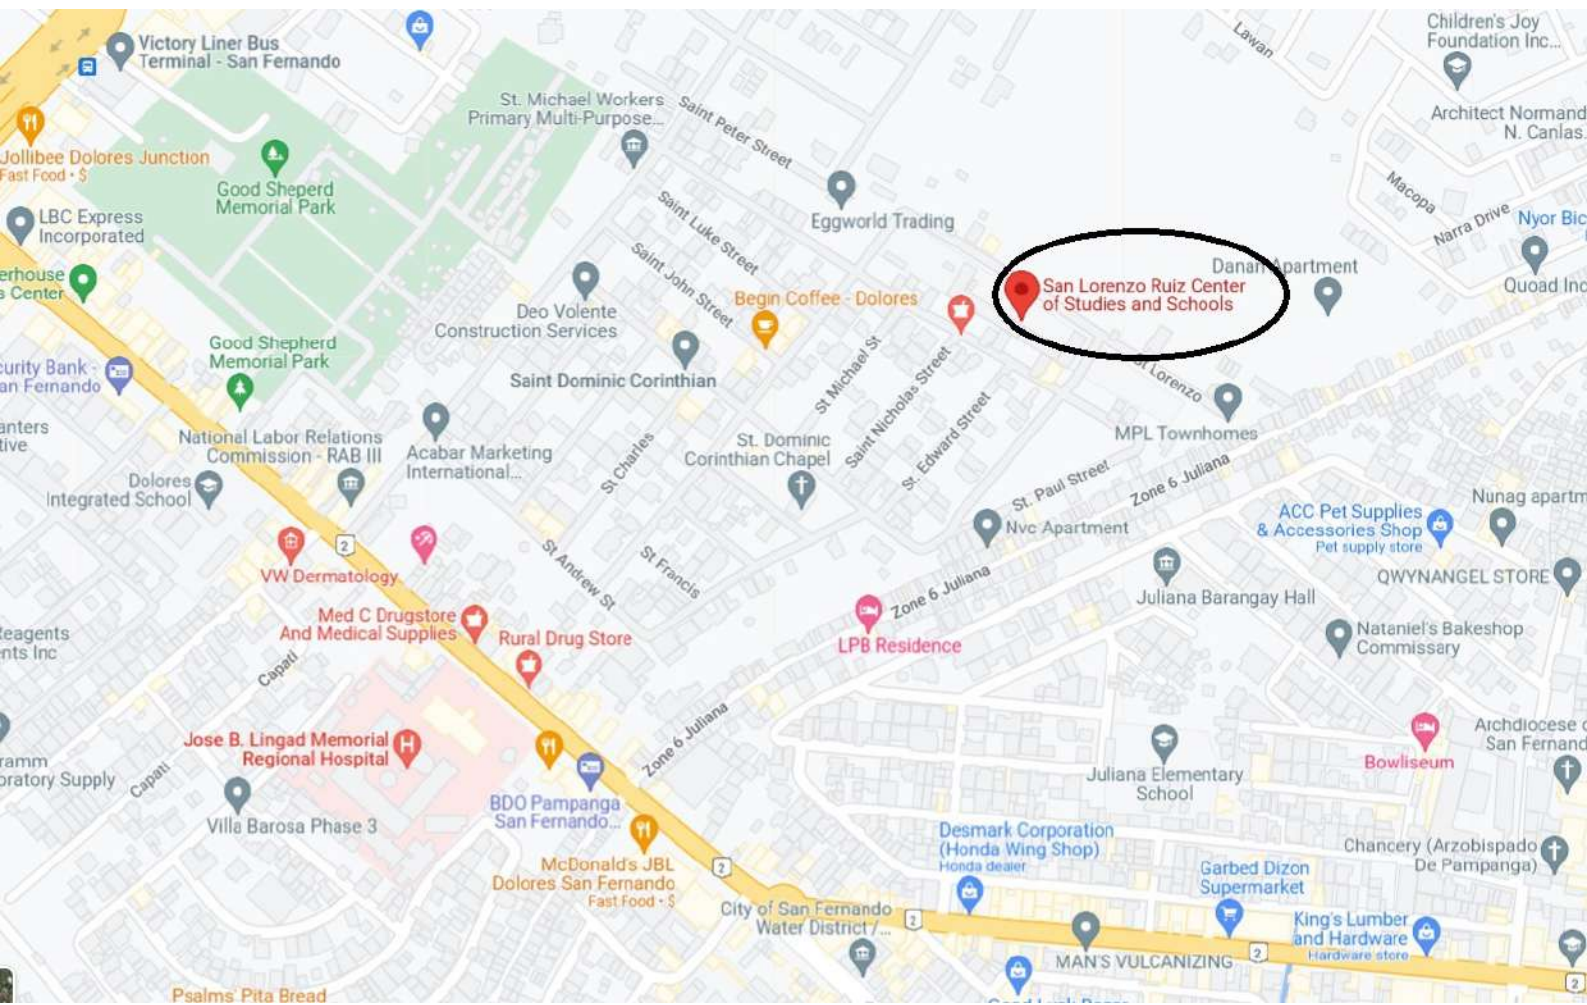 Lawan
Children's Joy
Foundation Inc...
Victory Liner Bus
Terminal - San Fernando
St. Michael Workers
Primary Multi-Purpose...
Saint Peter Street
Architect Normand
N. Canlas.
Jollibee Dolores Junction
Fast Food • $
Good Sheperd
Memorial Park
Macopa
Narra Drive
LBC Express
Incorporated
Eggworld Trading
Nyor Bic
Saint Luke Street
Saint John Street
Danam Apartment
San Lorenzo Ruiz Center
of Studies and Schools
Quoad Inc
erhouse
s Center
Begin Coffee - Dolores
Deo Volente
Construction Services
Good Shepherd
Memorial Park
curity Bank -
an Fernando
Saint Dominic Corinthian
St Michael St
Saint Nicholas Street
St. Edward Street
St Lorenzo
anters
tive
National Labor Relations
Commission - RAB III
Acabar Marketing
International...
St Charles
St. Dominic
Corinthian Chapel
MPL Townhomes
Dolores
Integrated School
St. Paul Street
Zone 6 Juliana
ACC Pet Supplies
& Accessories Shop
Pet supply store
Nunag apartm
Nvc Apartment
2
VW Dermatology
St Andrew St
St Francis
Zone 6 Juliana
Juliana Barangay Hall
QWYNANGEL STORE
Reagents
ents Inc
Med C Drugstore
And Medical Supplies
Rural Drug Store
LPB Residence
Nataniel's Bakeshop
Commissary
Capati
Jose B. Lingad Memorial
Regional Hospital
Zone 6 Juliana
Archdiocese o
San Fernand
Bowliseum
ramm
oratory Supply
Capati
Juliana Elementary
School
Villa Barosa Phase 3
BDO Pampanga
San Fernando...
Desmark Corporation
(Honda Wing Shop)
Honda dealer
Chancery (Arzobispado
De Pampanga)
McDonald's JBL
Dolores San Fernando
Fast Food • $
2
Garbed Dizon
Supermarket
City of San Fernando
Water District /...
2
King's Lumber
and Hardware
Hardware store
MAN'S VULCANIZING
2
2
Psalms' Pita Bread